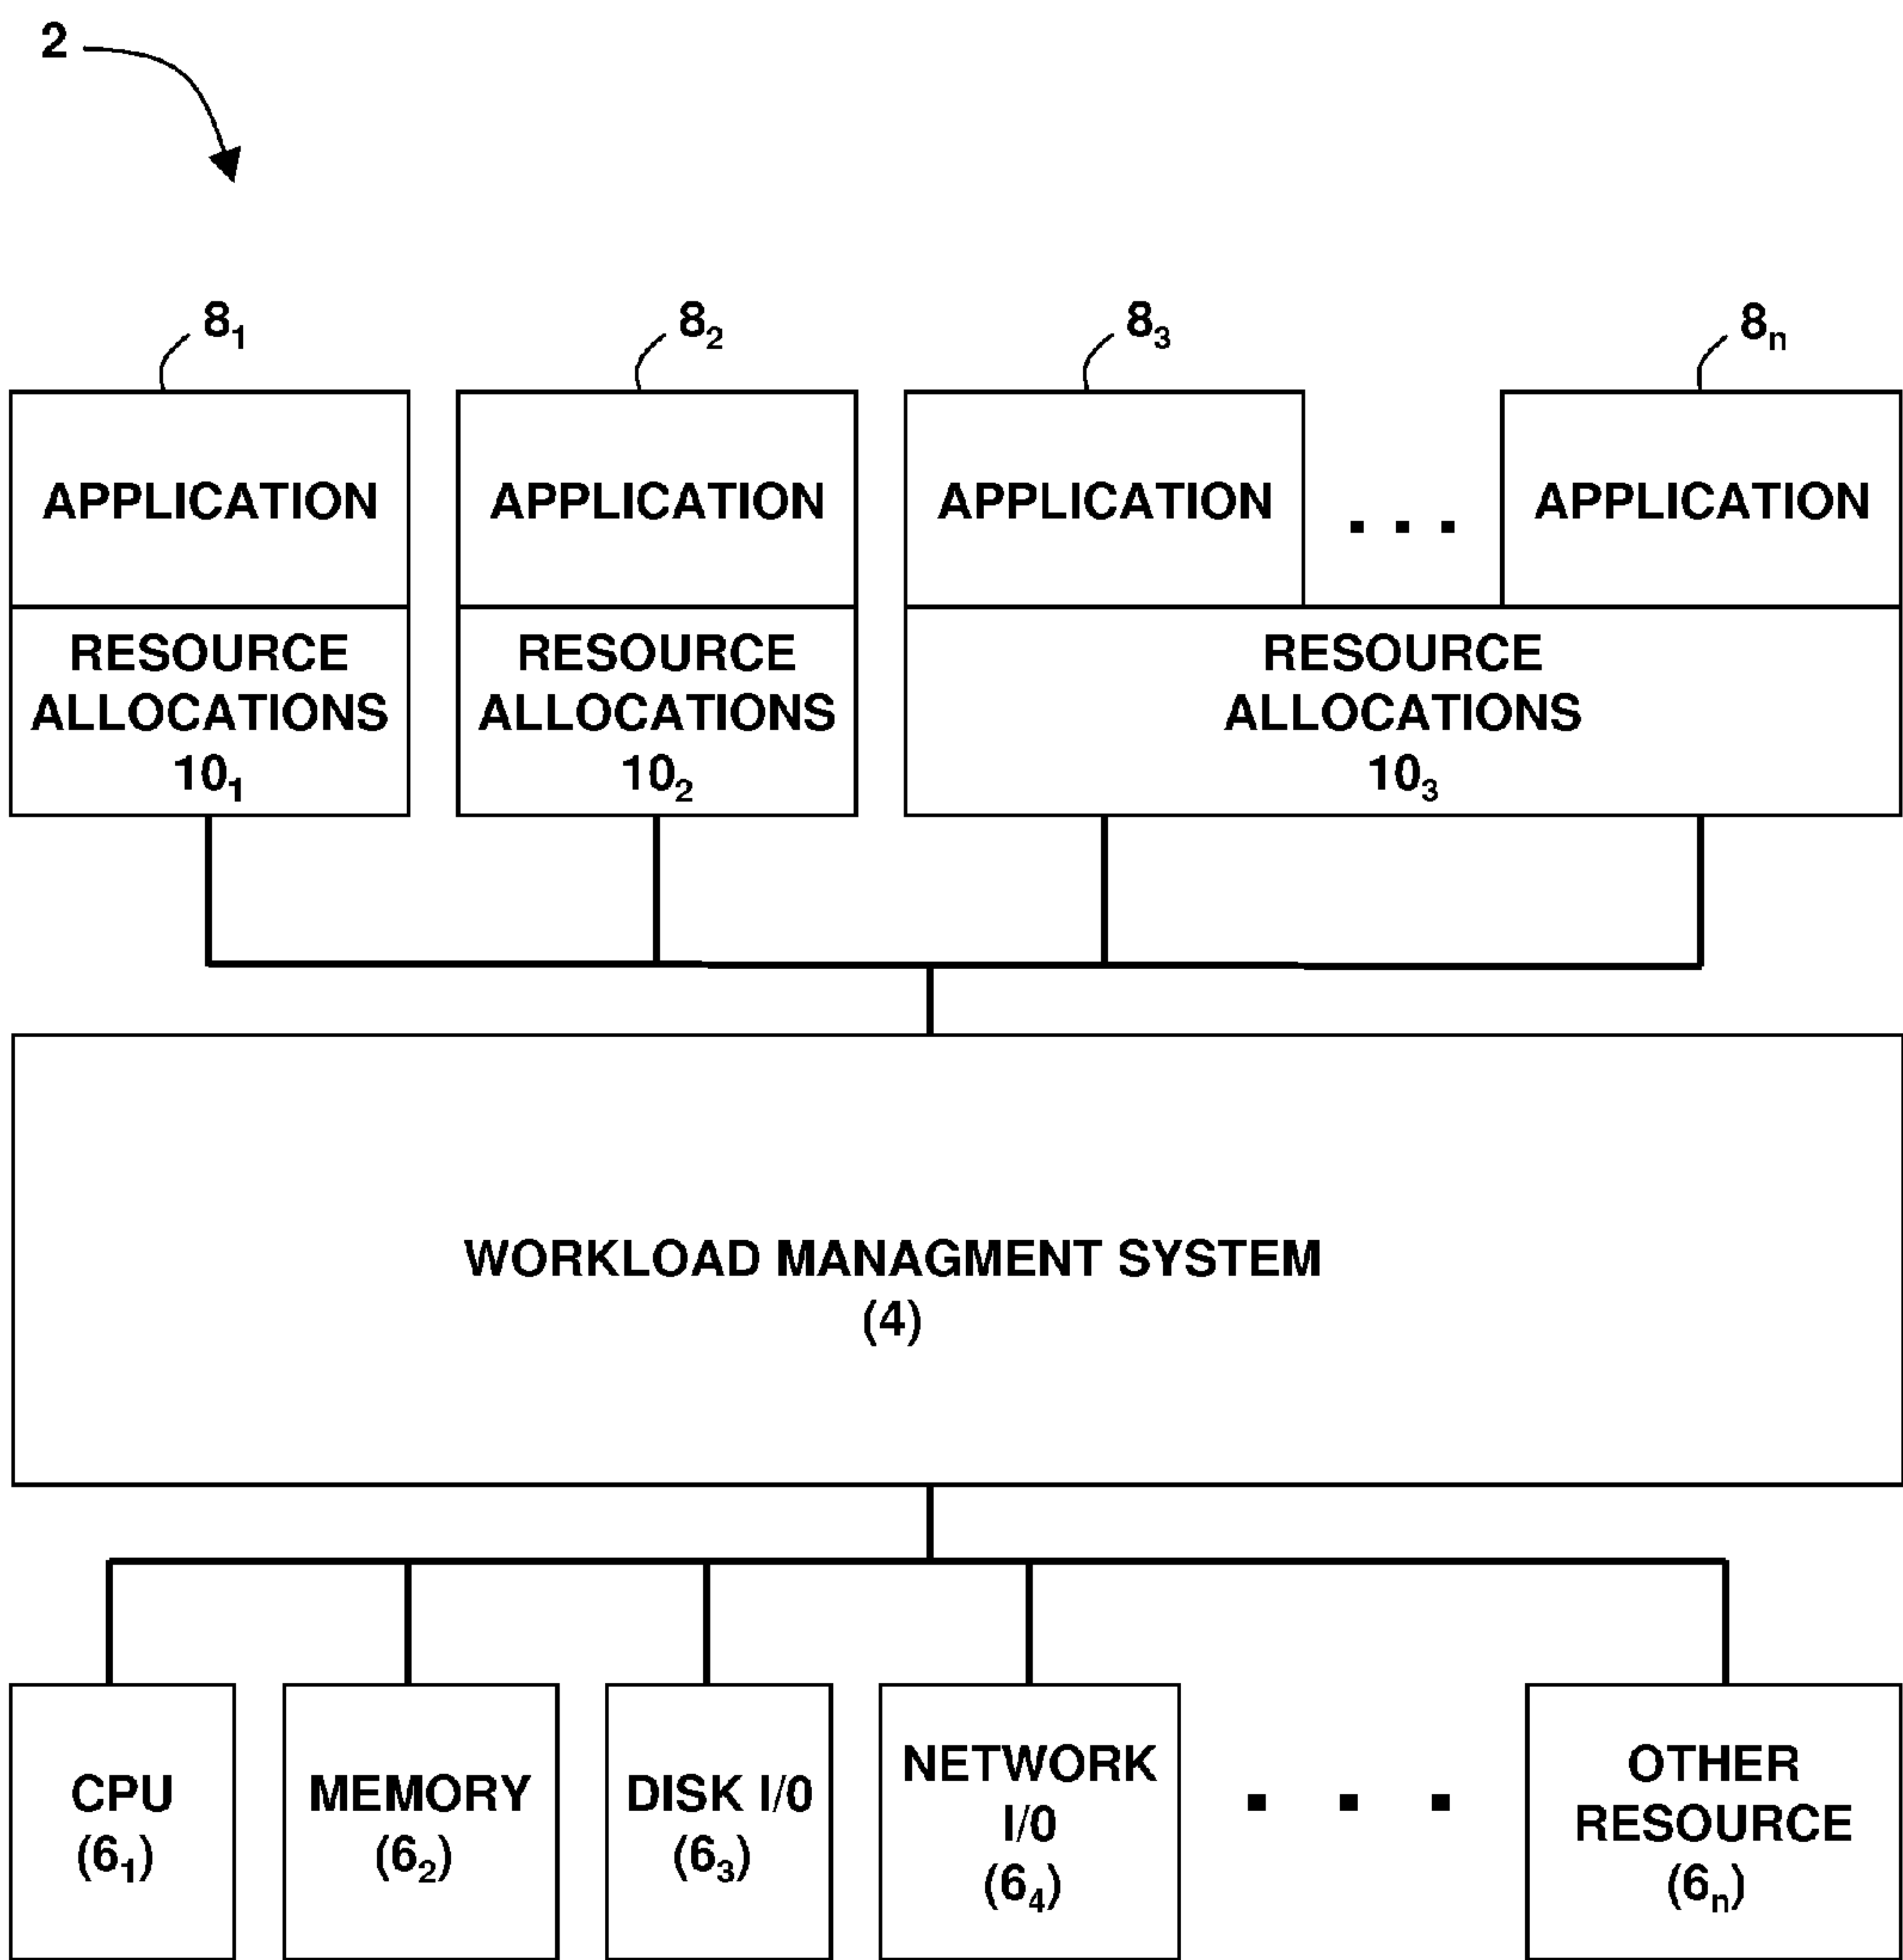 2
8₁ 8₂ 8₃ 8ₙ
APPLICATION APPLICATION APPLICATION . . . APPLICATION
RESOURCE ALLOCATIONS 10₁
RESOURCE ALLOCATIONS 10₂
RESOURCE ALLOCATIONS 10₃
WORKLOAD MANAGMENT SYSTEM
(4)
CPU
(6₁)
MEMORY
(6₂)
DISK I/0
(6₃)
NETWORK
I/0
(6₄)
. . .
OTHER
RESOURCE
(6ₙ)